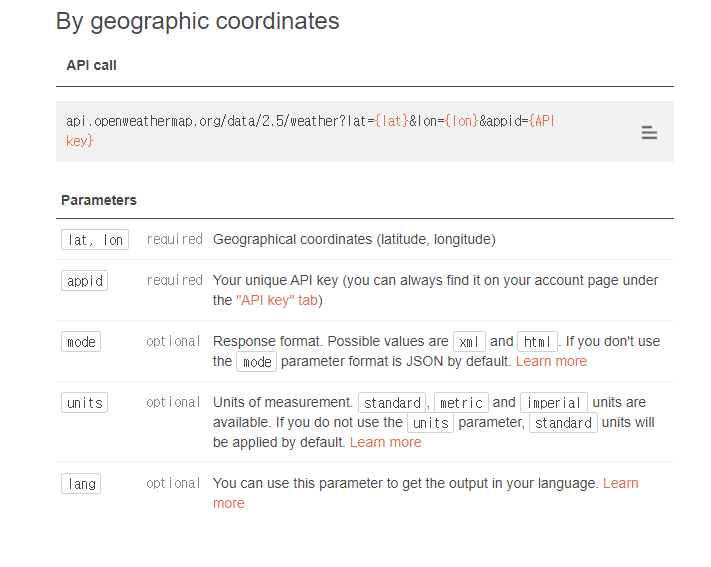 By geographic coordinates
API call
api.openweathermap.org/data/2.5/weather?lat={lat}&lon={lon}&appid={API
key}
Parameters
lat, lon required Geographical coordinates (latitude, longitude)
appid required Your unique API key (you can always find it on your account page under
the "API key" tab)
mode optional Response format. Possible values are xml and html. If you don't use
the mode parameter format is JSON by default. Learn more
units optional Units of measurement. standard, metric and imperial units are
available. If you do not use the units parameter, standard units will
be applied by default. Learn more
lang optional You can use this parameter to get the output in your language. Learn
more